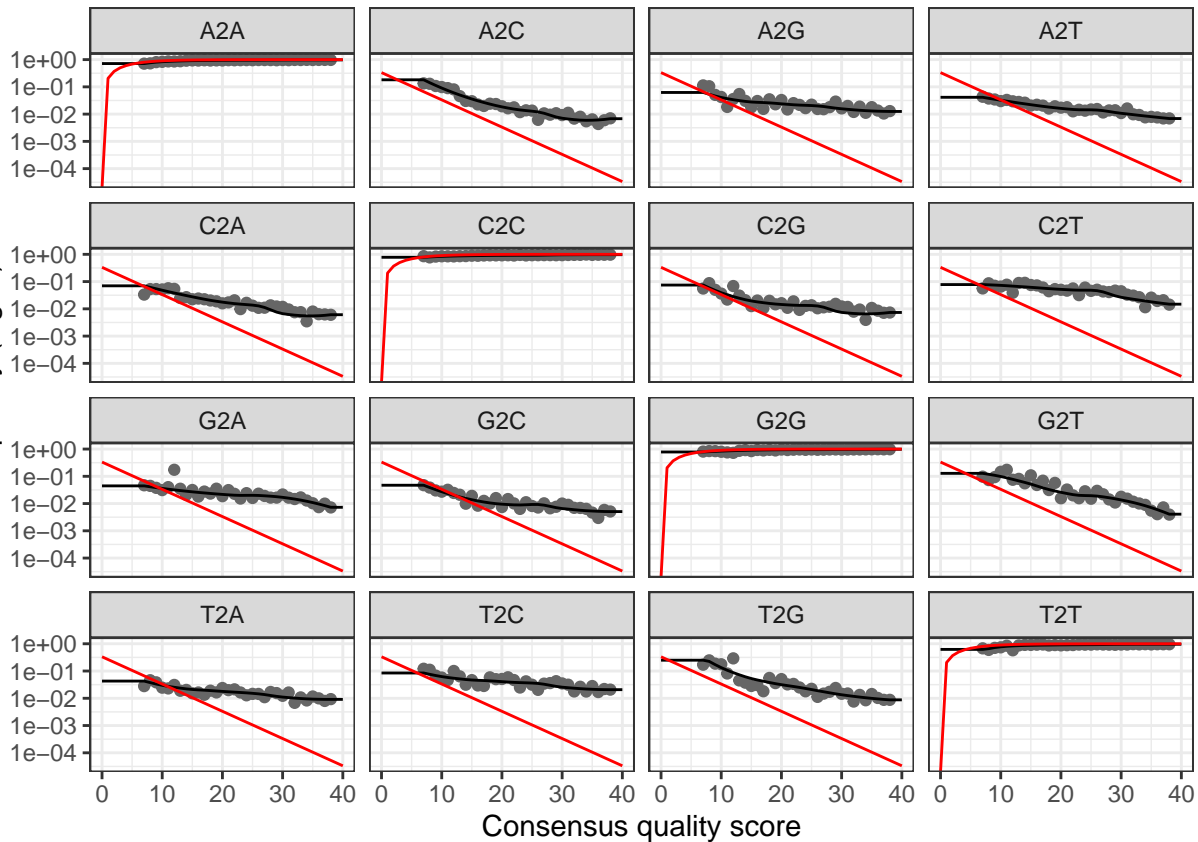 A2A A2C A2G A2T
1e+00
1e−01
1e−02
1e−03
1e−04
C2A C2C C2G C2T
1e+00
1e−01
1e−02
1e−03
1e−04
G2A G2C G2G G2T
1e+00
1e−01
1e−02
1e−03
1e−04
T2A T2C T2G T2T
1e+00
1e−01
1e−02
1e−03
1e−04
0 10 20 30 40 0 10 20 30 40 0 10 20 30 40 0 10 20 30 40
Consensus quality score